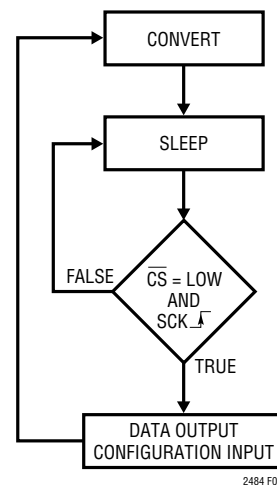 CONVERT
SLEEP
FALSE
CS = LOW
AND
SCK
TRUE
DATA OUTPUT
CONFIGURATION INPUT
2484 F0